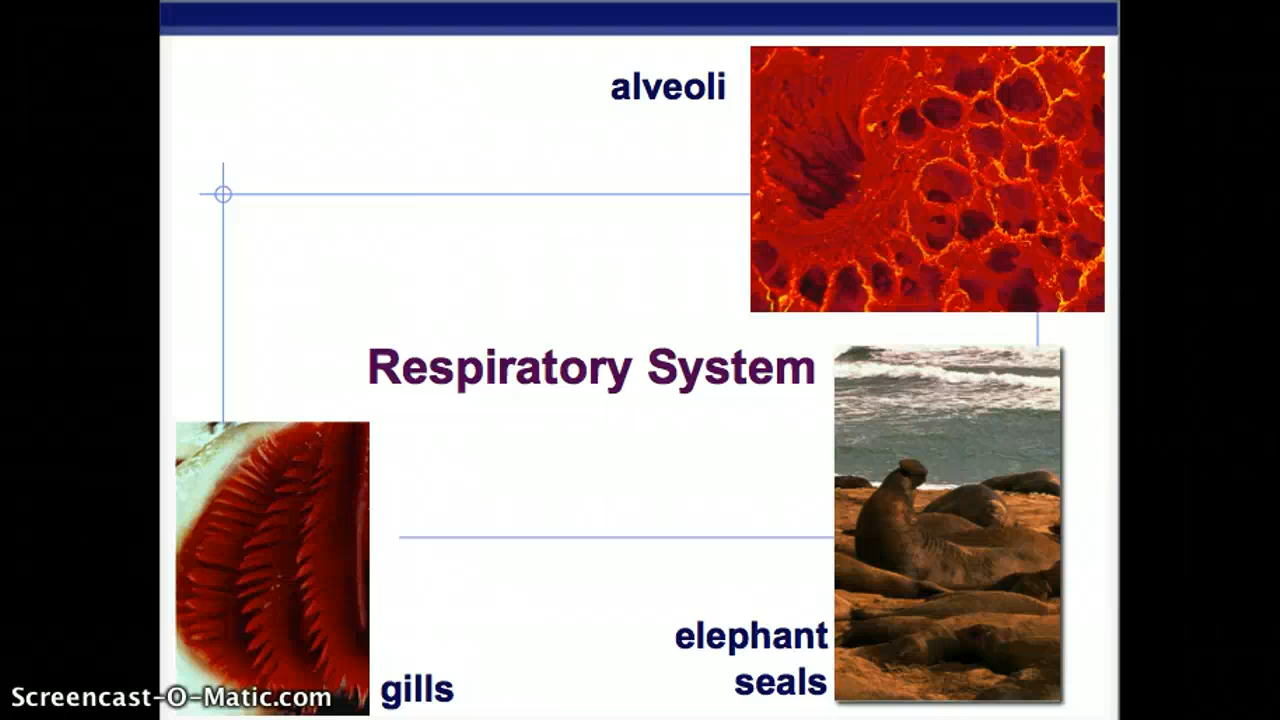 alveoli
Respiratory System
elephant
seals
gills
Screencast-O-Matic.com